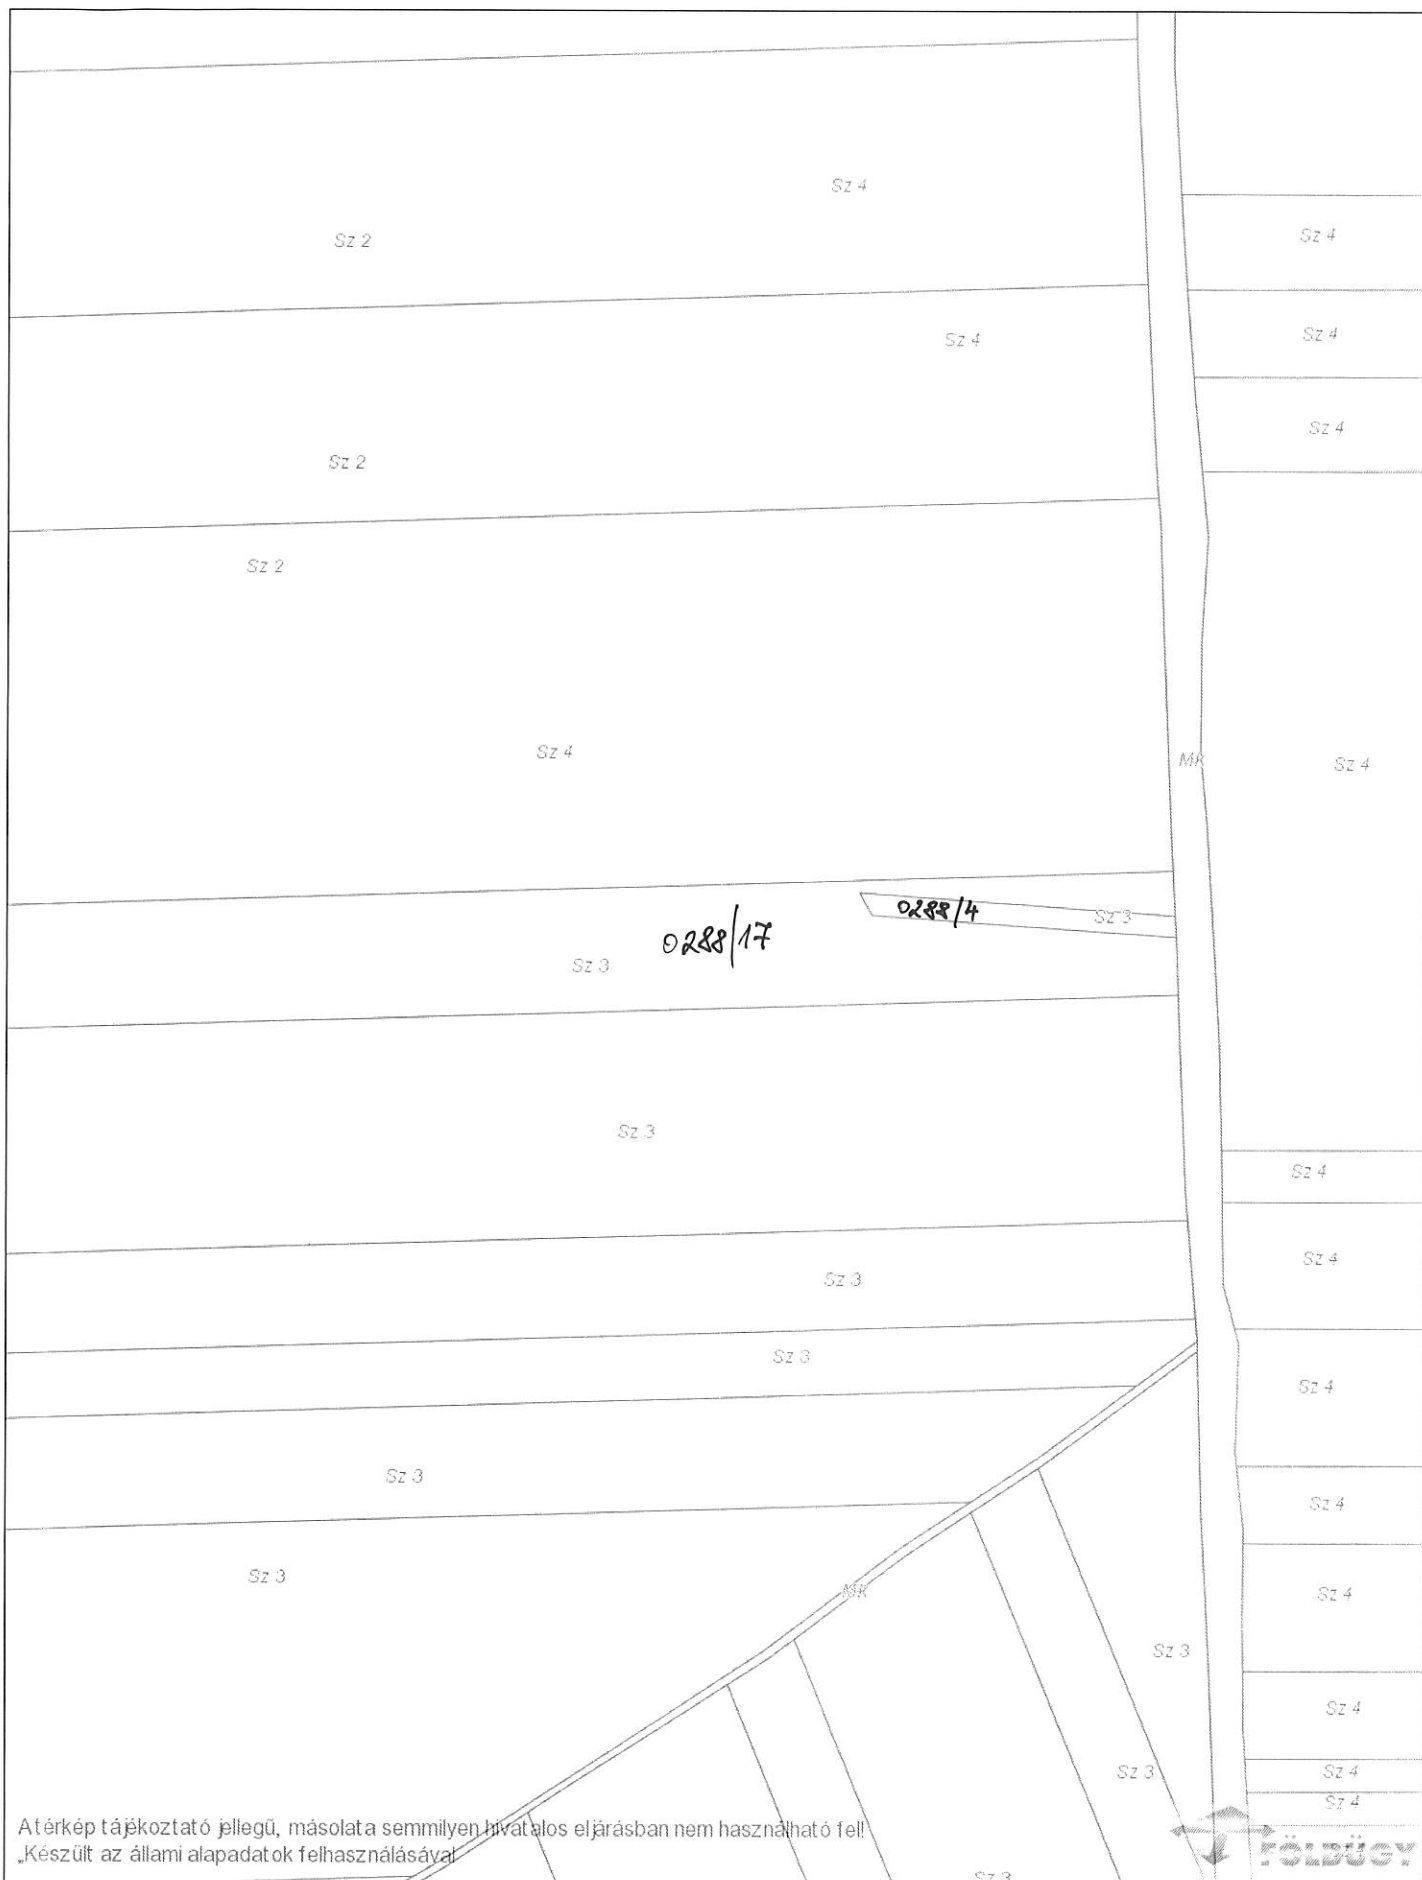 Sz 4
Sz 2
Sz 4
Sz 4
Sz 4
Sz 4
Sz 2
Sz 2
Sz 4
MK
Sz 4
0288/4
Sz 3
0288/17
Sz 3
Sz 3
Sz 4
Sz 4
Sz 3
Sz 3
Sz 4
Sz 3
Sz 4
Sz 3
MK
Sz 4
Sz 3
Sz 4
Sz 3
Sz 4
Sz 4
A térkép tájékoztató jellegű, másolata semmilyen hivatalos eljárásban nem használható fel!
„Készült az állami alapadatok felhasználásával
FÖLDÜGY
Sz 3